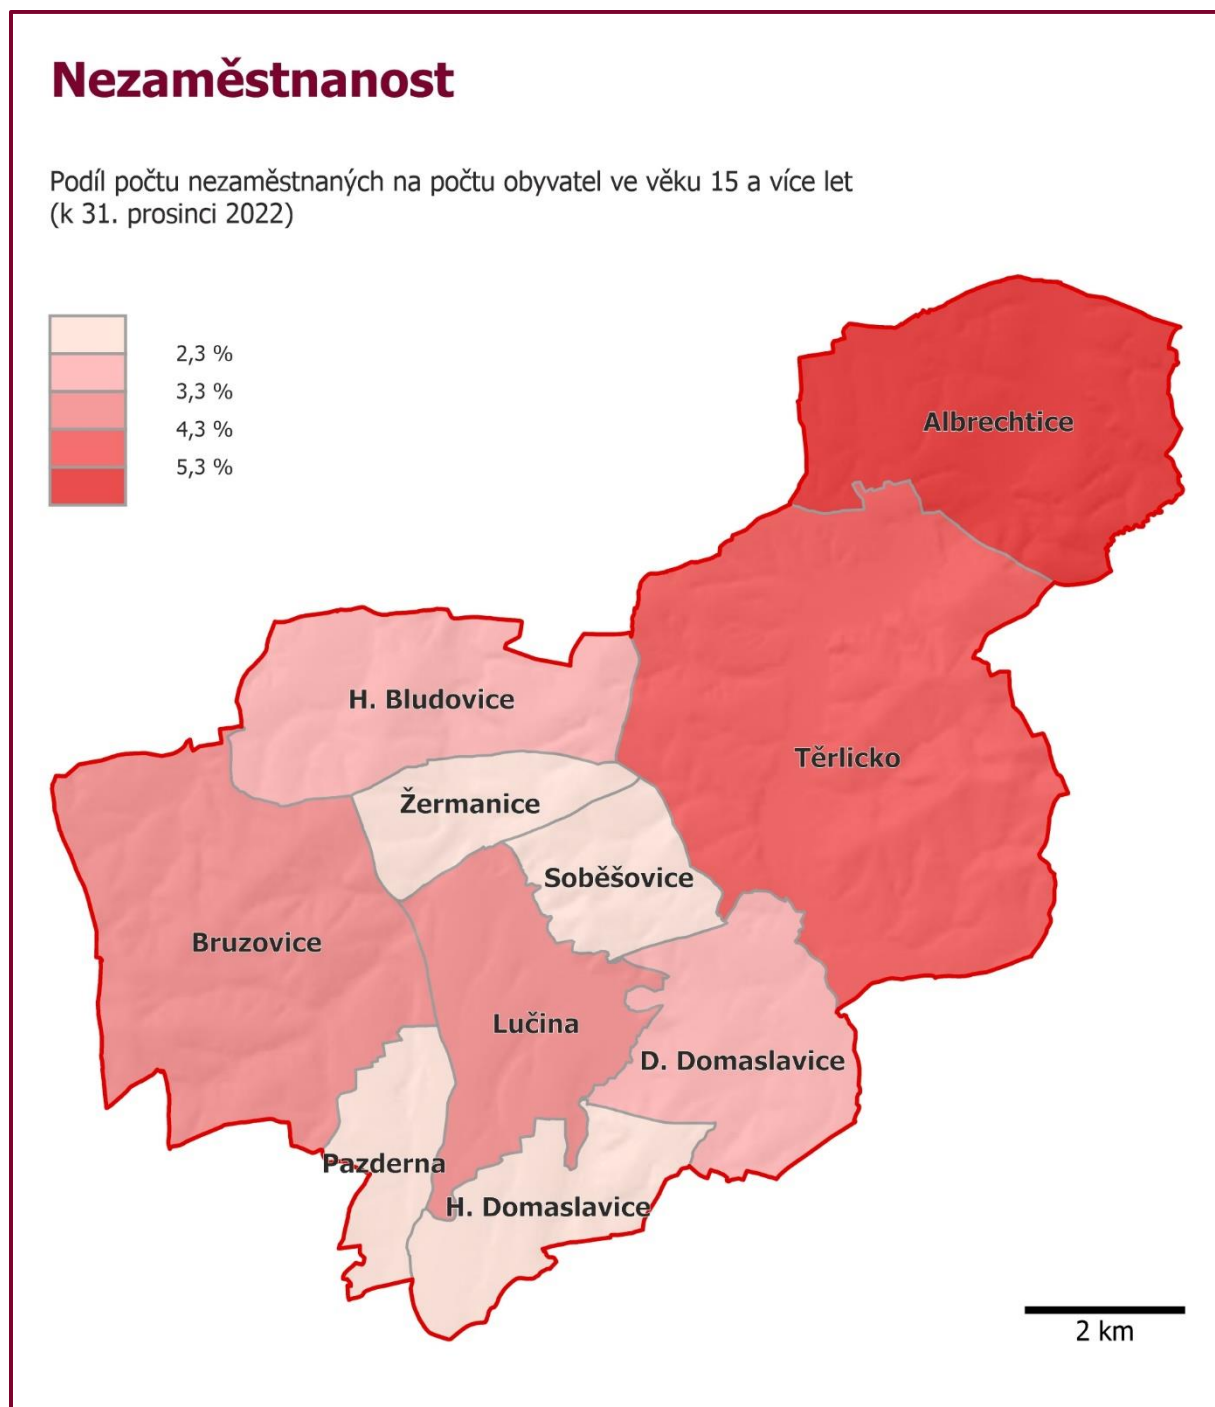 Nezaměstnanost
Podíl počtu nezaměstnaných na počtu obyvatel ve věku 15 a více let
(k 31. prosinci 2022)
2,3 %
3,3 %
4,3 %
5,3 %
Albrechtice
H. Bludovice
Těrlicko
Žermanice
Soběšovice
Bruzovice
Lučina
D. Domaslavice
Pazderna
H. Domaslavice
2 km